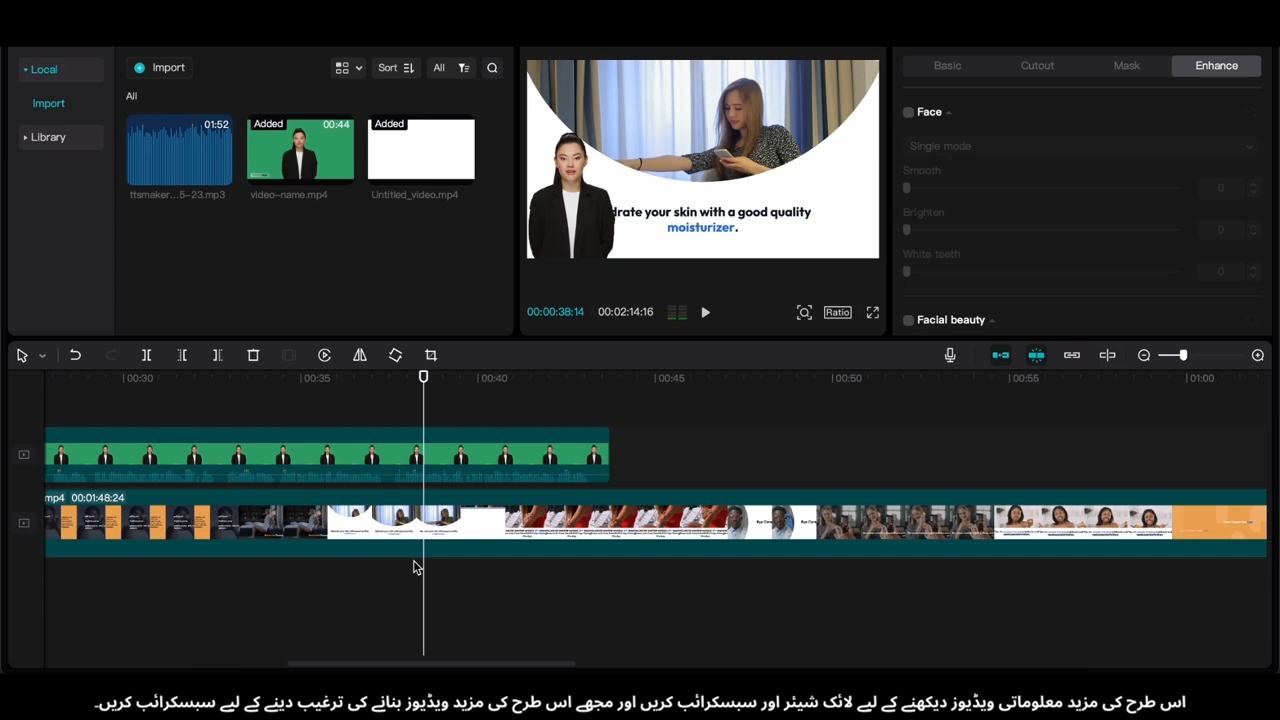 Local
Import
Library
Import
Sort
All
All
01:52
ttsmaker...5-23.mp3
Added
00:44
video-name.mp4
Added
Untitled_video.mp4
drate your skin with a good quality
moisturizer.
00:00:38:14
00:02:14:16
Ratio
Basic
Cutout
Mask
Enhance
Face
Single mode
Smooth
0
Brighten
0
White teeth
0
Facial beauty
00:30
00:35
00:40
00:45
00:50
00:55
01:00
mp4 00:01:48:24
اس طرح کی مزید معلوماتی ویڈیوز دیکھنے کے لیے لائک شیئر اور سبسکرائب کریں اور مجھے اس طرح کی مزید ویڈیوز بنانے کی ترغیب دینے کے لیے سبسکرائب کریں۔